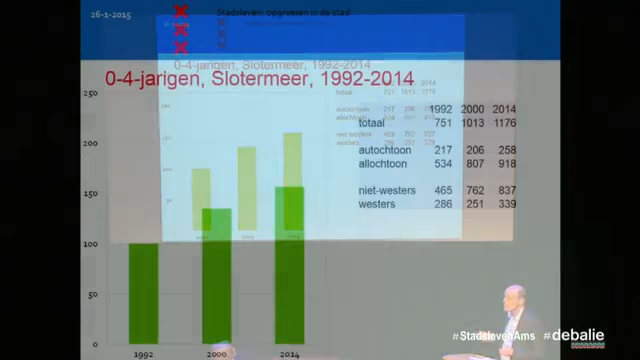 26-1-2015
Stadsleven: opgroeien in de stad
0-4-jarigen, Slotermeer, 1992-2014
0-4-jarigen, Slotermeer, 1992-2014
250
200
150
100
50
0
1992 2000 2014
1992 2000 2014
totaal 751 1013 1176
autochtoon 217 206 258
allochtoon 534 807 918
niet-westers 465 762 837
westers 286 251 339
#StadslevenAms #debalie